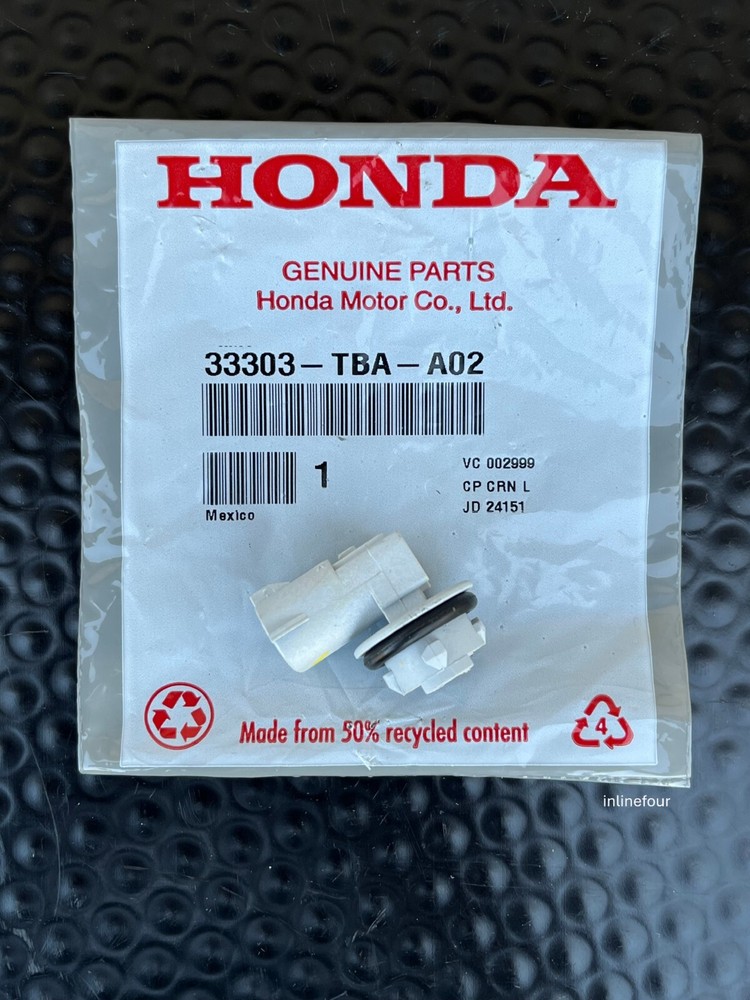 HONDA
GENUINE PARTS
Honda Motor Co., Ltd.
33303-TBA-A02
1
VC 002999
CP CRN L
JD 24151
Mexico
Made from 50% recycled content
4
inlinefour